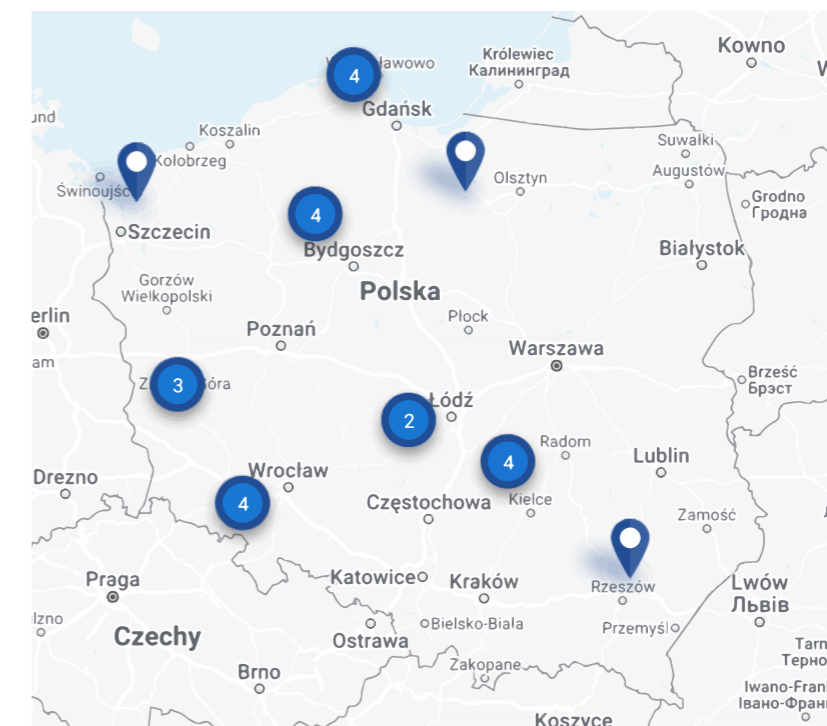 Kowno
Królewiec
Калининград
4
Gdańsk
Koszalin
Kołobrzeg
Suwałki
Augustów
Olsztyn
Grodno
Гродна
Szczecin
4
Bydgoszcz
Białystok
Gorzów
Wielkopolski
Polska
Płock
Poznań
Warszawa
Brześć
Брэст
3
2
Łódź
4
Radom
Lublin
Drezno
Wrocław
4
Częstochowa
Kielce
Zamość
Praga
Katowice
Kraków
Rzeszów
Lwów
Львів
Czechy
Ostrawa
Bielsko-Biała
Przemyśl
Zakopane
Brno
Koszyce